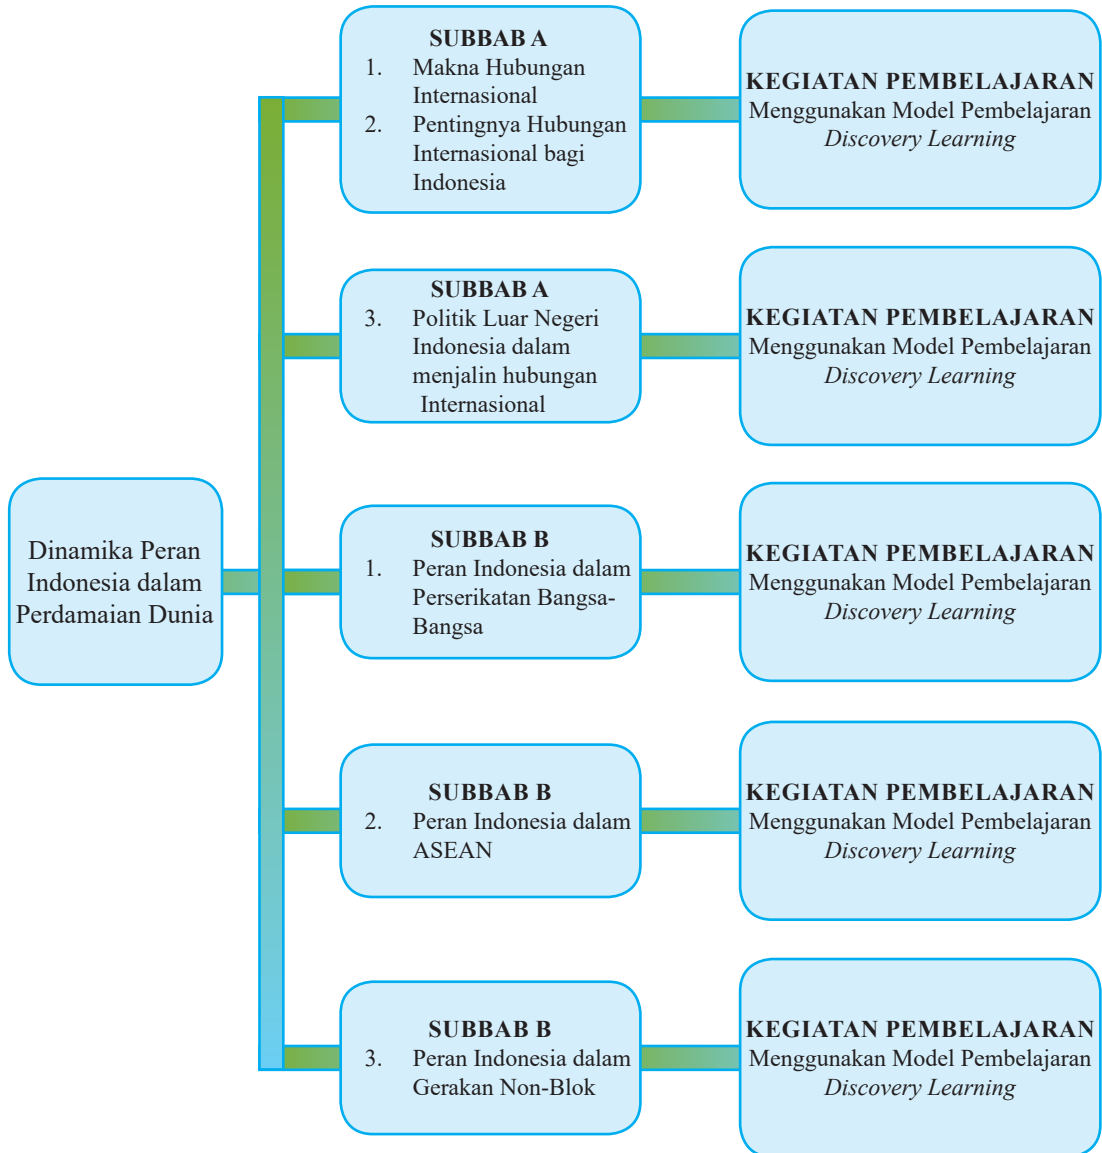 SUBBAB A
1. Makna Hubungan
Internasional
2. Pentingnya Hubungan
Internasional bagi
Indonesia
KEGIATAN PEMBELAJARAN
Menggunakan Model Pembelajaran
Discovery Learning
SUBBAB A
3. Politik Luar Negeri
Indonesia dalam
menjalin hubungan
Internasional
KEGIATAN PEMBELAJARAN
Menggunakan Model Pembelajaran
Discovery Learning
Dinamika Peran
Indonesia dalam
Perdamaian Dunia
SUBBAB B
1. Peran Indonesia dalam
Perserikatan Bangsa-
Bangsa
KEGIATAN PEMBELAJARAN
Menggunakan Model Pembelajaran
Discovery Learning
SUBBAB B
2. Peran Indonesia dalam
ASEAN
KEGIATAN PEMBELAJARAN
Menggunakan Model Pembelajaran
Discovery Learning
SUBBAB B
3. Peran Indonesia dalam
Gerakan Non-Blok
KEGIATAN PEMBELAJARAN
Menggunakan Model Pembelajaran
Discovery Learning